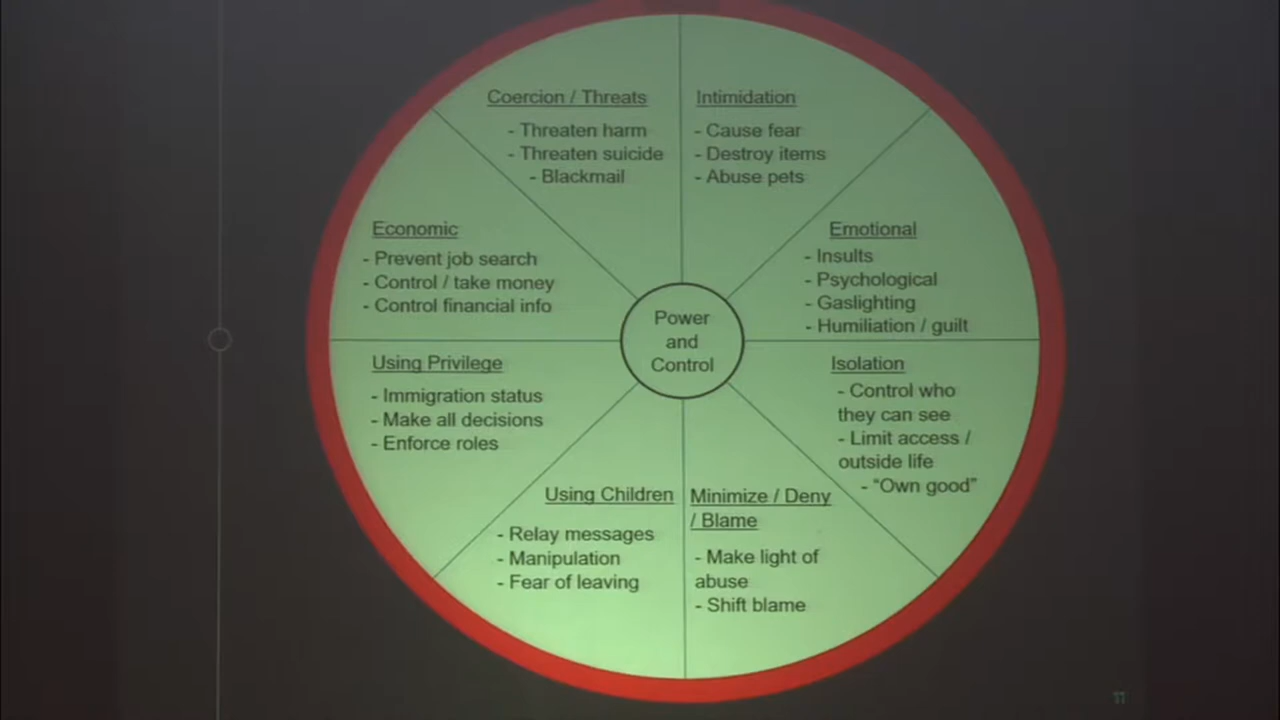 Coercion / Threats
- Threaten harm
- Threaten suicide
- Blackmail
Intimidation
- Cause fear
- Destroy items
- Abuse pets
Emotional
- Insults
- Psychological
- Gaslighting
- Humiliation / guilt
Isolation
- Control who
they can see
- Limit access /
outside life
- “Own good”
Minimize / Deny
/ Blame
- Make light of
abuse
- Shift blame
Using Children
- Relay messages
- Manipulation
- Fear of leaving
Using Privilege
- Immigration status
- Make all decisions
- Enforce roles
Economic
- Prevent job search
- Control / take money
- Control financial info
Power
and
Control
11